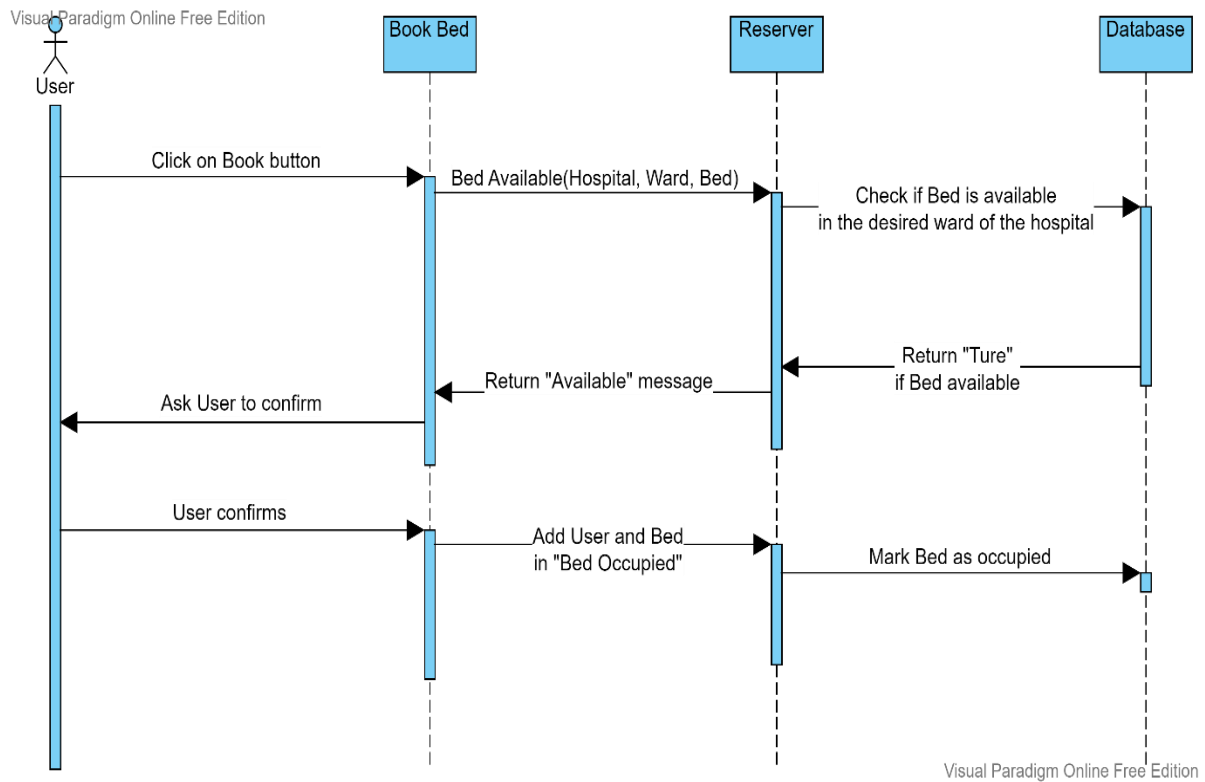 Visual Paradigm Online Free Edition
User
Book Bed
Reserver
Database
Click on Book button
Bed Available(Hospital, Ward, Bed)
Check if Bed is available
in the desired ward of the hospital
Return "Ture"
if Bed available
Return "Available" message
Ask User to confirm
User confirms
Add User and Bed
in "Bed Occupied"
Mark Bed as occupied
Visual Paradigm Online Free Edition